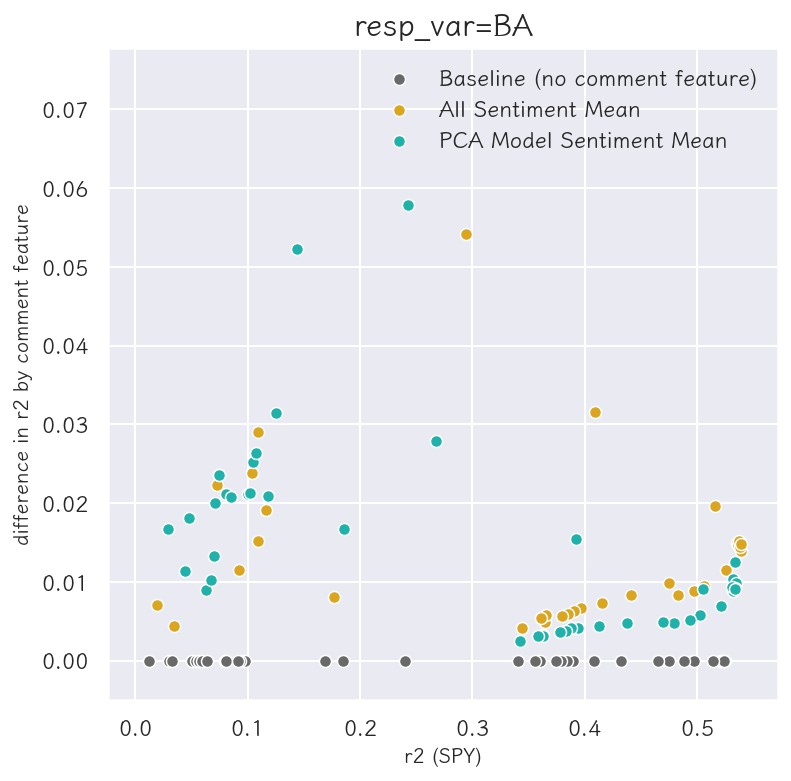 resp_var=BA
Baseline (no comment feature)
All Sentiment Mean
PCA Model Sentiment Mean
difference in r2 by comment feature
0.07
0.06
0.05
0.04
0.03
0.02
0.01
0.00
0.0 0.1 0.2 0.3 0.4 0.5
r2 (SPY)